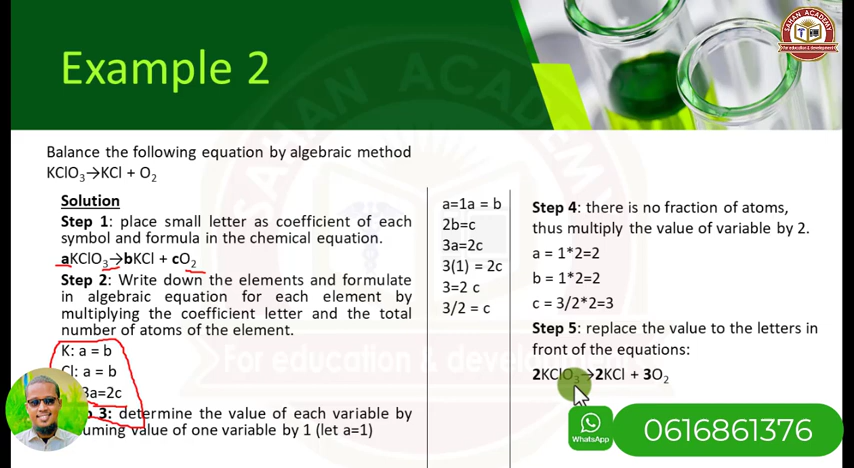 Example 2
SAHAN ACADEMY
For education & development
Balance the following equation by algebraic method
KClO₃→KCl + O₂
Solution
Step 1: place small letter as coefficient of each
symbol and formula in the chemical equation.
aKClO₃→bKCl + cO₂
Step 2: Write down the elements and formulate
in algebraic equation for each element by
multiplying the coefficient letter and the total
number of atoms of the element.
K: a = b
Cl: a = b
3a=2c
3: determine the value of each variable by
value of one variable by 1 (let a=1)
a=1a = b
2b=c
3a=2c
3(1) = 2c
3=2 c
3/2 = c
Step 4: there is no fraction of atoms,
thus multiply the value of variable by 2.
a = 1*2=2
b = 1*2=2
c = 3/2*2=3
Step 5: replace the value to the letters in
front of the equations:
2KClO₃→2KCl + 3O₂
WhatsApp
0616861376
SAHAN ACADEMY
For education & development